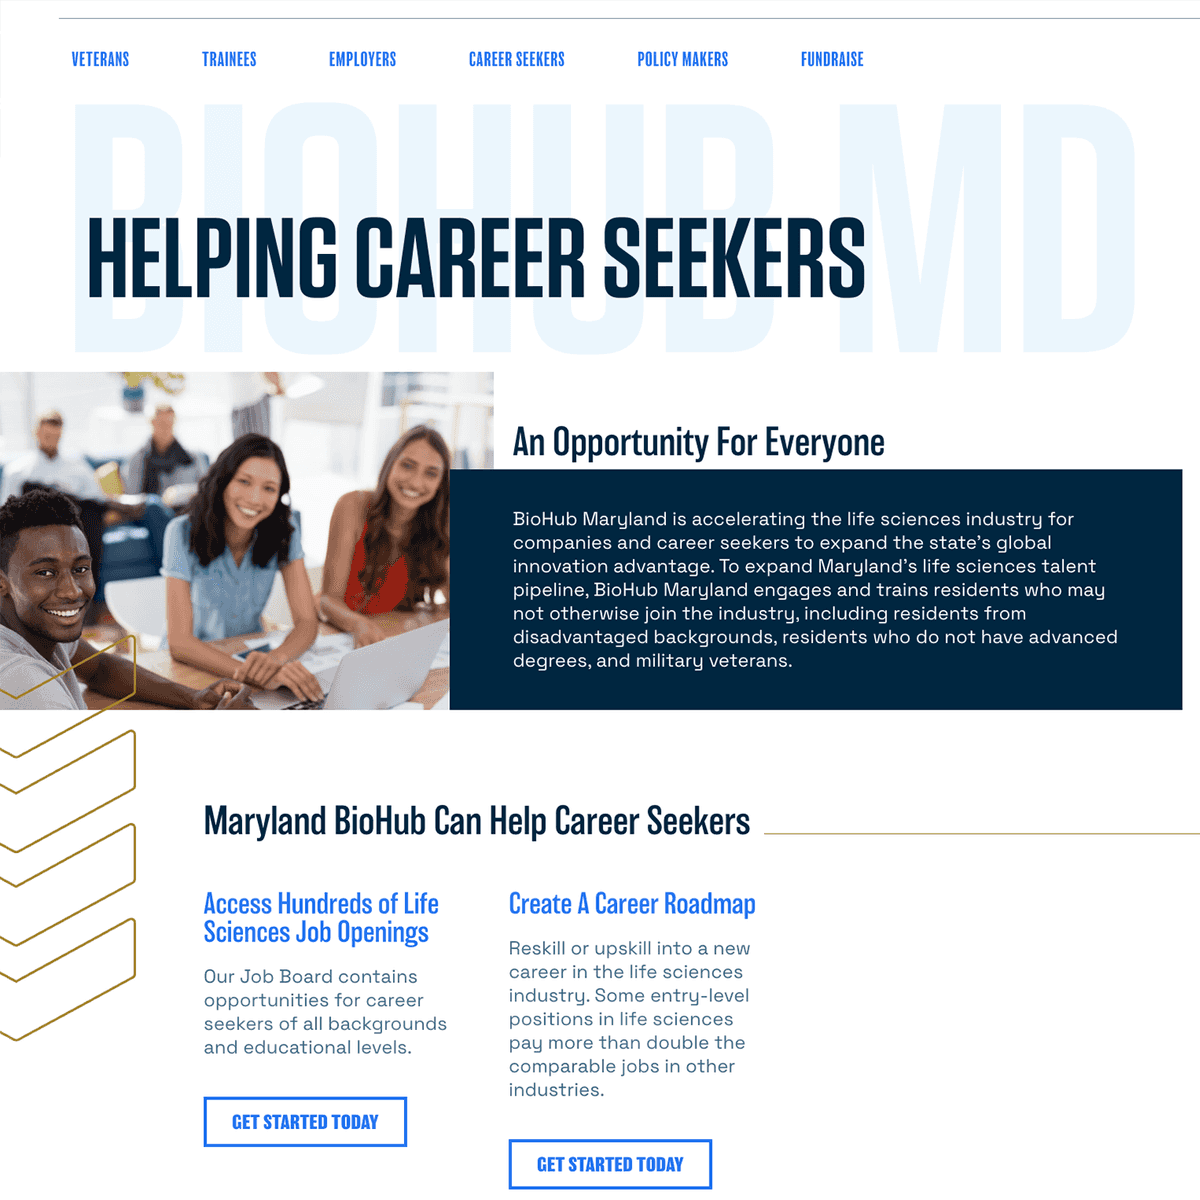 VETERANS TRAINEES EMPLOYERS CAREER SEEKERS POLICY MAKERS FUNDRAISE
BIOHUB MD
HELPING CAREER SEEKERS
An Opportunity For Everyone
BioHub Maryland is accelerating the life sciences industry for
companies and career seekers to expand the state's global
innovation advantage. To expand Maryland's life sciences talent
pipeline, BioHub Maryland engages and trains residents who may
not otherwise join the industry, including residents from
disadvantaged backgrounds, residents who do not have advanced
degrees, and military veterans.
Maryland BioHub Can Help Career Seekers
Access Hundreds of Life
Sciences Job Openings
Our Job Board contains
opportunities for career
seekers of all backgrounds
and educational levels.
GET STARTED TODAY
Create A Career Roadmap
Reskill or upskill into a new
career in the life sciences
industry. Some entry-level
positions in life sciences
pay more than double the
comparable jobs in other
industries.
GET STARTED TODAY